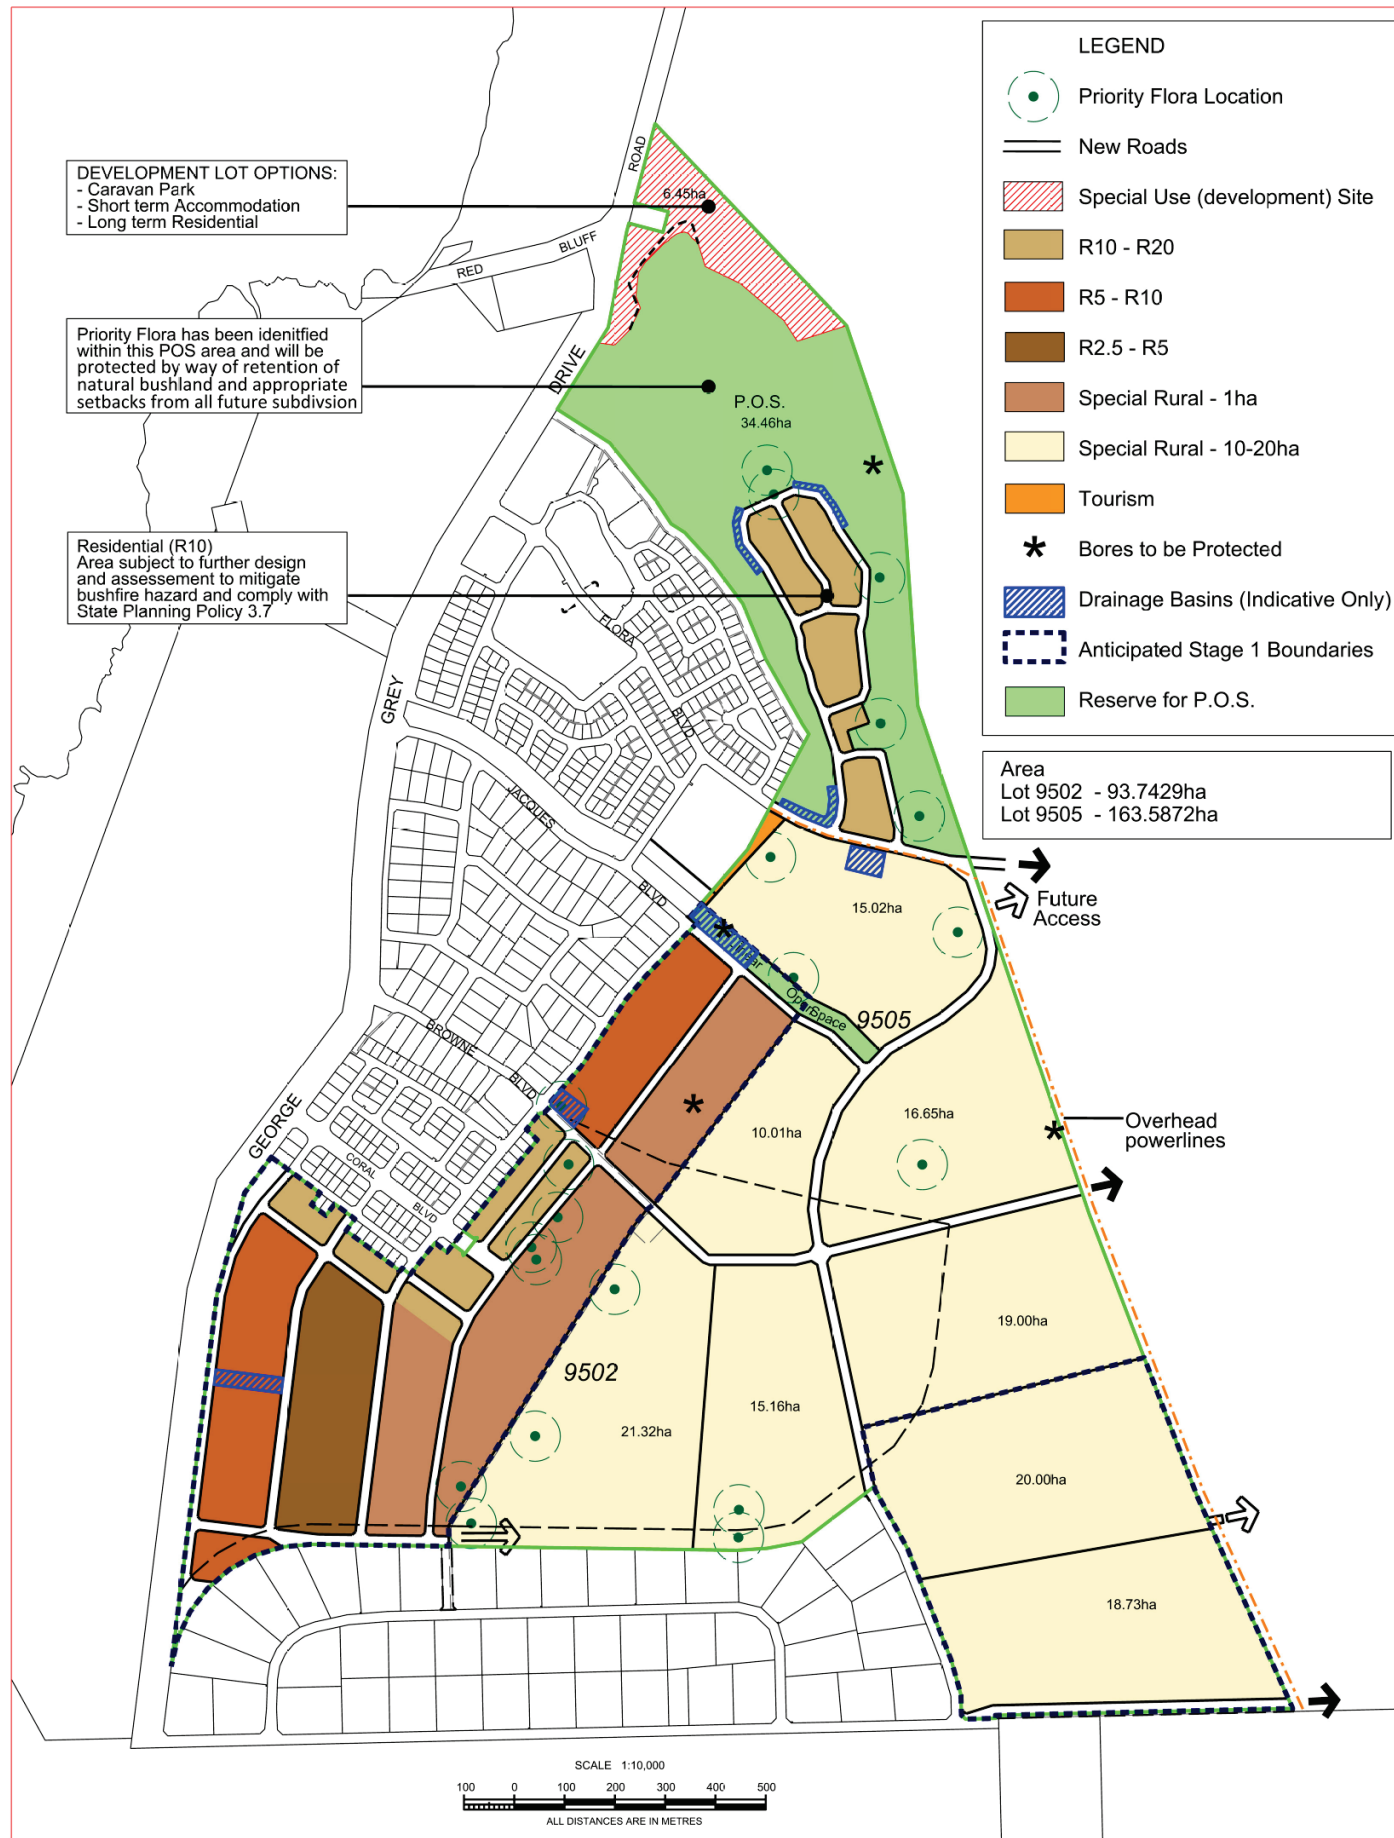 LEGEND
Priority Flora Location
New Roads
Special Use (development) Site
R10 - R20
R5 - R10
R2.5 - R5
Special Rural - 1ha
Special Rural - 10-20ha
Tourism
Bores to be Protected
Drainage Basins (Indicative Only)
Anticipated Stage 1 Boundaries
Reserve for P.O.S.
Area
Lot 9502 - 93.7429ha
Lot 9505 - 163.5872ha
DEVELOPMENT LOT OPTIONS:
- Caravan Park
- Short term Accommodation
- Long term Residential
Priority Flora has been idenitfied
within this POS area and will be
protected by way of retention of
natural bushland and appropriate
setbacks from all future subdivsion
Residential (R10)
Area subject to further design
and assessement to mitigate
bushfire hazard and comply with
State Planning Policy 3.7
ROAD
6.45ha
BLUFF
RED
DRIVE
P.O.S.
34.46ha
FLORA
BLVD
GREY
JACQUES
BLVD
15.02ha
Future
Access
Linear
Open Space
9505
BROWNE
BLVD
GEORGE
CORAL
BLVD
10.01ha
16.65ha
Overhead
powerlines
19.00ha
9502
15.16ha
21.32ha
20.00ha
18.73ha
SCALE 1:10,000
100 0 100 200 300 400 500
ALL DISTANCES ARE IN METRES